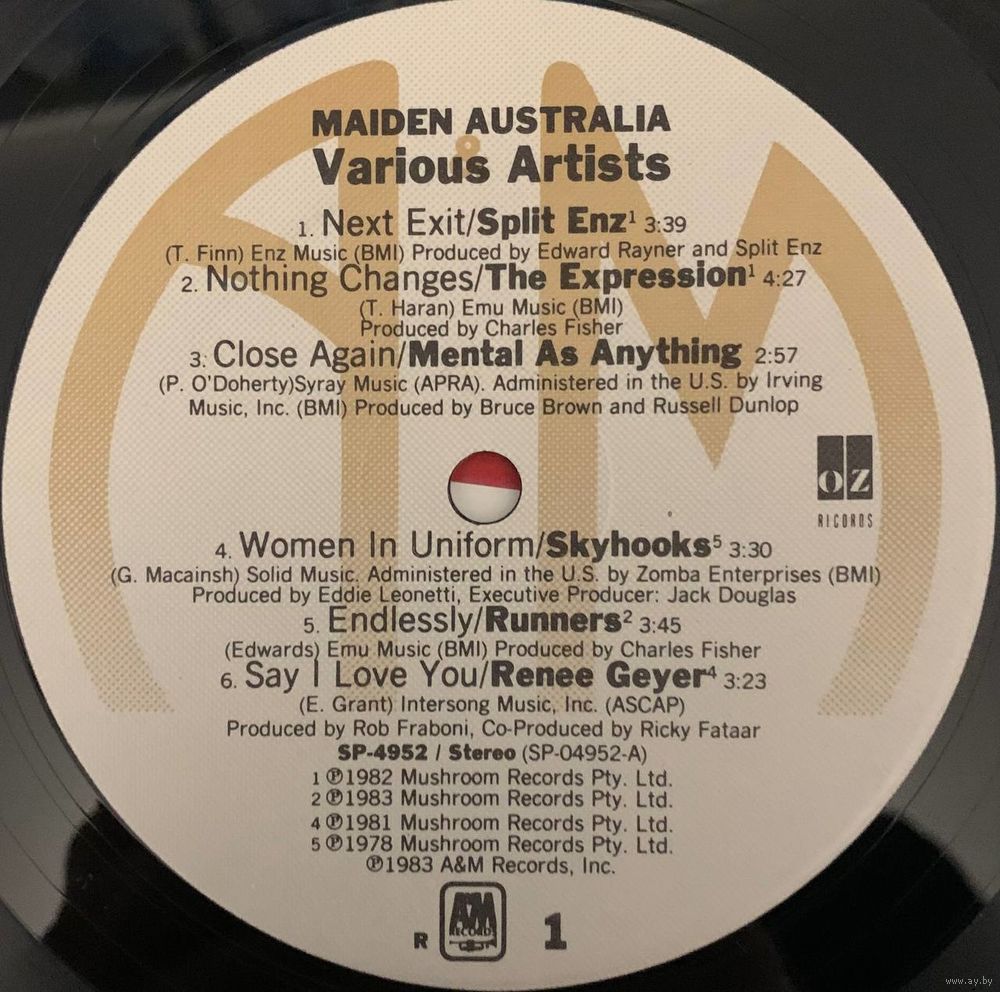 MAIDEN AUSTRALIA
Various Artists
1. Next Exit/Split Enz¹ 3:39
(T. Finn) Enz Music (BMI) Produced by Edward Rayner and Split Enz
2. Nothing Changes/The Expression¹ 4:27
(T. Haran) Emu Music (BMI)
Produced by Charles Fisher
3. Close Again/Mental As Anything 2:57
(P. O'Doherty)Syray Music (APRA). Administered in the U.S. by Irving
Music, Inc. (BMI) Produced by Bruce Brown and Russell Dunlop
OZ
RECORDS
4. Women In Uniform/Skyhooks⁵ 3:30
(G. Macainsh) Solid Music. Administered in the U.S. by Zomba Enterprises (BMI)
Produced by Eddie Leonetti, Executive Producer: Jack Douglas
5. Endlessly/Runners² 3:45
(Edwards) Emu Music (BMI) Produced by Charles Fisher
6. Say I Love You/Renee Geyer⁴ 3:23
(E. Grant) Intersong Music, Inc. (ASCAP)
Produced by Rob Fraboni, Co-Produced by Ricky Fataar
SP-4952 / Stereo (SP-04952-A)
1 ℗1982 Mushroom Records Pty. Ltd.
2 ℗1983 Mushroom Records Pty. Ltd.
4 ℗1981 Mushroom Records Pty. Ltd.
5 ℗1978 Mushroom Records Pty. Ltd.
℗1983 A&M Records, Inc.
R A&M RECORDS 1
www.ay.by